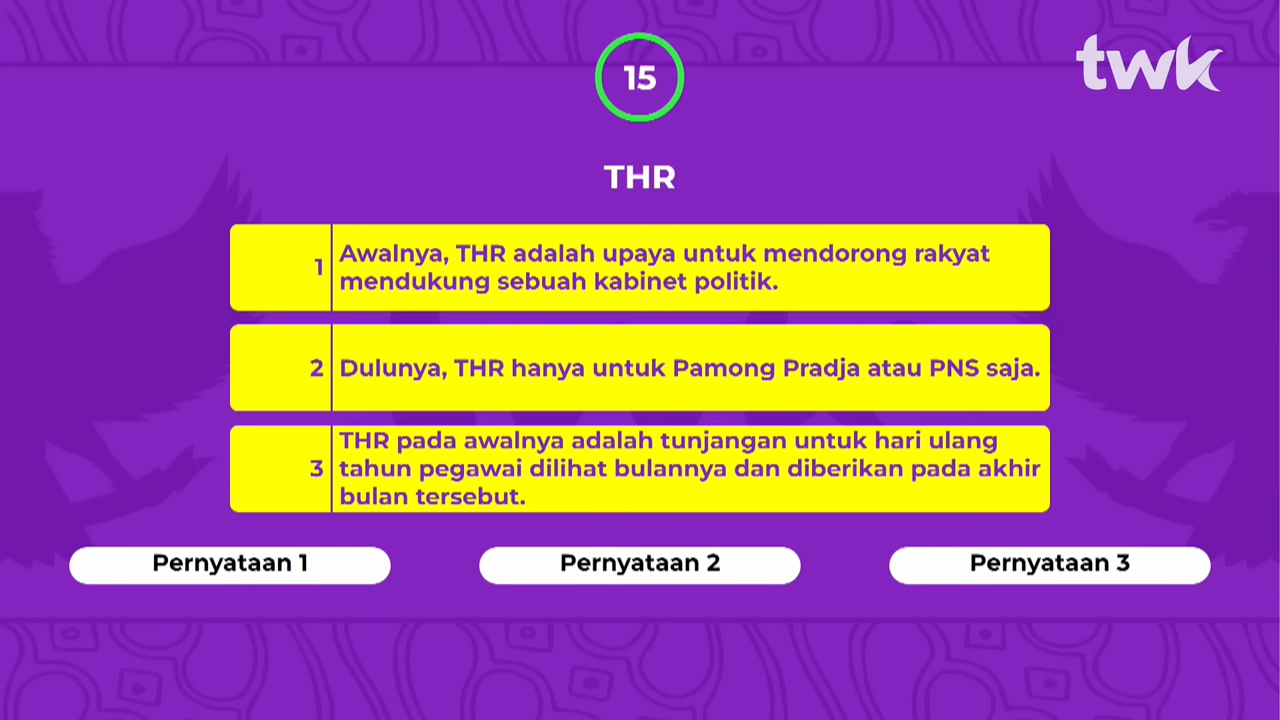 15
twk
THR
1
Awalnya, THR adalah upaya untuk mendorong rakyat
mendukung sebuah kabinet politik.
2
Dulunya, THR hanya untuk Pamong Pradja atau PNS saja.
3
THR pada awalnya adalah tunjangan untuk hari ulang
tahun pegawai dilihat bulannya dan diberikan pada akhir
bulan tersebut.
Pernyataan 1
Pernyataan 2
Pernyataan 3